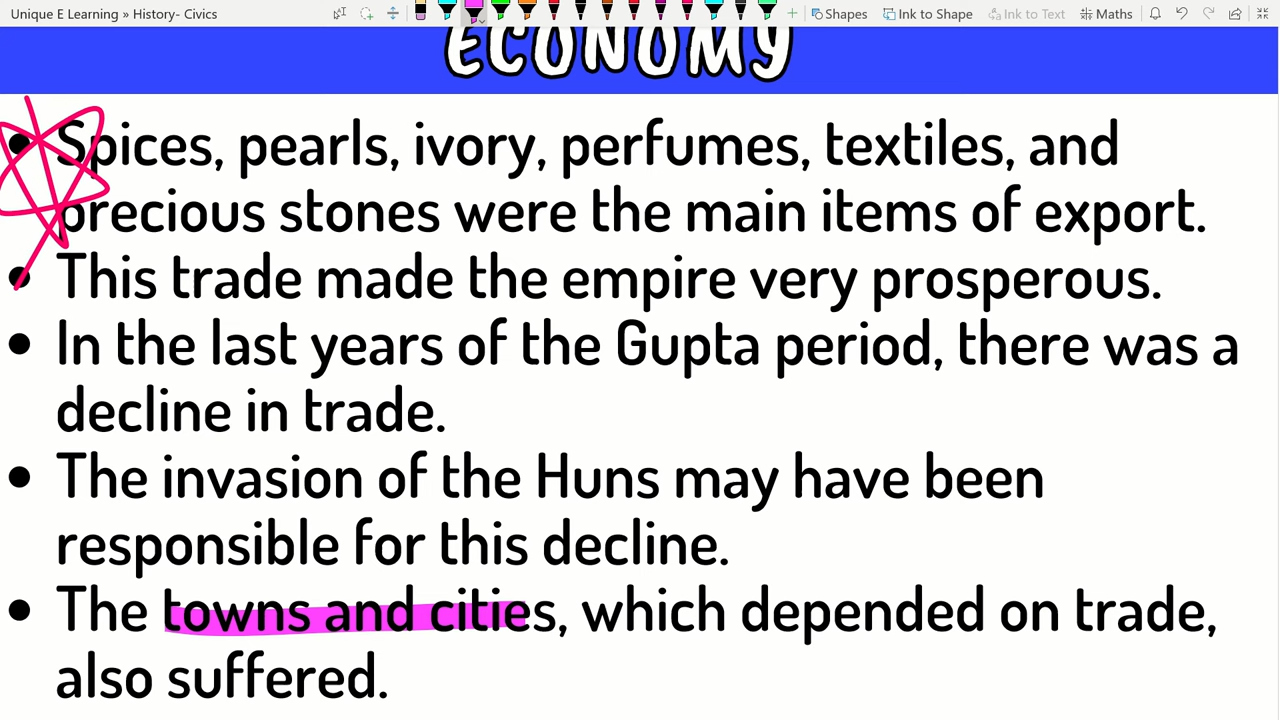 Unique E Learning » History- Civics
Shapes Ink to Shape Ink to Text Maths
ECONOMY
• Spices, pearls, ivory, perfumes, textiles, and
precious stones were the main items of export.
• This trade made the empire very prosperous.
• In the last years of the Gupta period, there was a
decline in trade.
• The invasion of the Huns may have been
responsible for this decline.
• The towns and cities, which depended on trade,
also suffered.